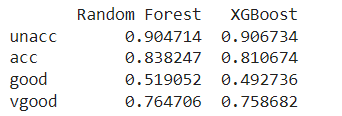 Random Forest XGBoost
unacc 0.904714 0.906734
acc 0.838247 0.810674
good 0.519052 0.492736
vgood 0.764706 0.758682